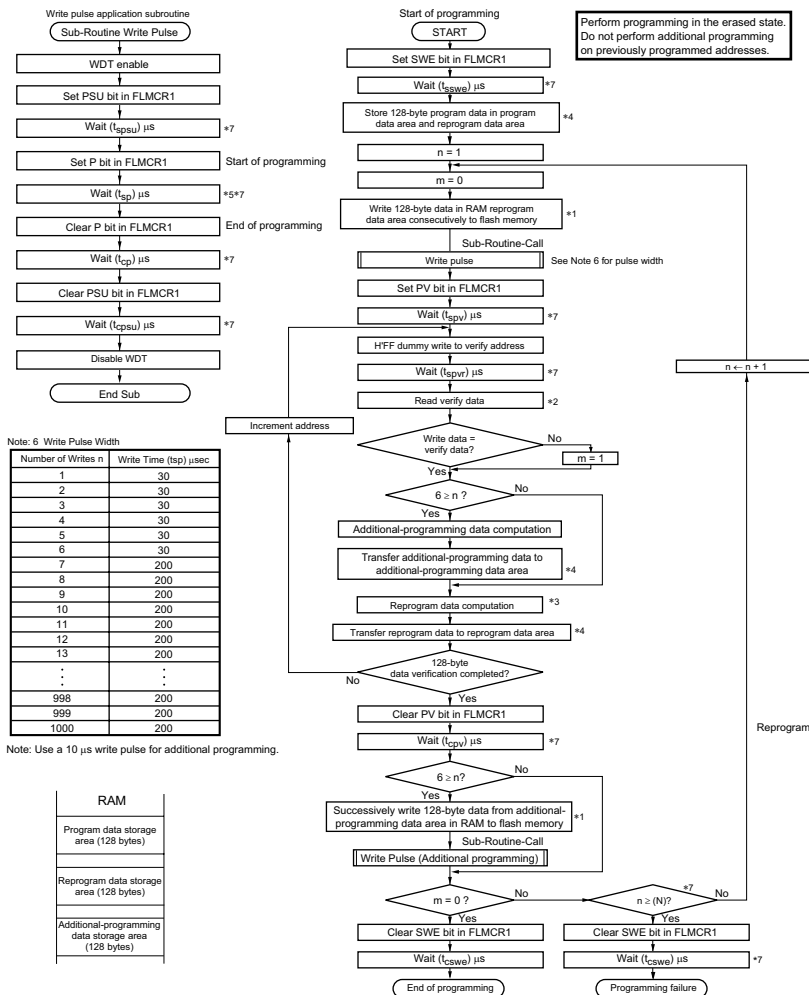 Write pulse application subroutine
Sub-Routine Write Pulse
WDT enable
Set PSU bit in FLMCR1
Wait (tspsu) μs
*7
Set P bit in FLMCR1
Start of programming
Wait (tsp) μs
*5*7
Clear P bit in FLMCR1
End of programming
Wait (tcp) μs
*7
Clear PSU bit in FLMCR1
Wait (tcpsu) μs
*7
Disable WDT
End Sub
Note: 6 Write Pulse Width
Number of Writes n Write Time (tsp) μsec
1 30
2 30
3 30
4 30
5 30
6 30
7 200
8 200
9 200
10 200
11 200
12 200
13 200
998 200
999 200
1000 200
Note: Use a 10 μs write pulse for additional programming.
RAM
Program data storage
area (128 bytes)
Reprogram data storage
area (128 bytes)
Additional-programming
data storage area
(128 bytes)
Start of programming
START
Set SWE bit in FLMCR1
Wait (tsswe) μs
*7
Store 128-byte program data in program
data area and reprogram data area
*4
n = 1
m = 0
Write 128-byte data in RAM reprogram
data area consecutively to flash memory
*1
Sub-Routine-Call
Write pulse
See Note 6 for pulse width
Set PV bit in FLMCR1
Wait (tspv) μs
*7
H'FF dummy write to verify address
Wait (tspvr) μs
*7
Read verify data
*2
Increment address
Write data =
verify data?
No
m = 1
Yes
6 ≥ n ?
No
Yes
Additional-programming data computation
Transfer additional-programming data to
additional-programming data area
*4
Reprogram data computation
*3
Transfer reprogram data to reprogram data area
*4
128-byte
data verification completed?
No
Yes
Clear PV bit in FLMCR1
Wait (tcpv) μs
*7
6 ≥ n?
No
Yes
Successively write 128-byte data from additional-
programming data area in RAM to flash memory
*1
Sub-Routine-Call
Write Pulse (Additional programming)
m = 0 ?
No
Yes
Clear SWE bit in FLMCR1
Wait (tcswe) μs
End of programming
*7
n ≥ (N)?
No
Yes
Clear SWE bit in FLMCR1
Wait (tcswe) μs
*7
Programming failure
n ← n + 1
Reprogram
Perform programming in the erased state.
Do not perform additional programming
on previously programmed addresses.